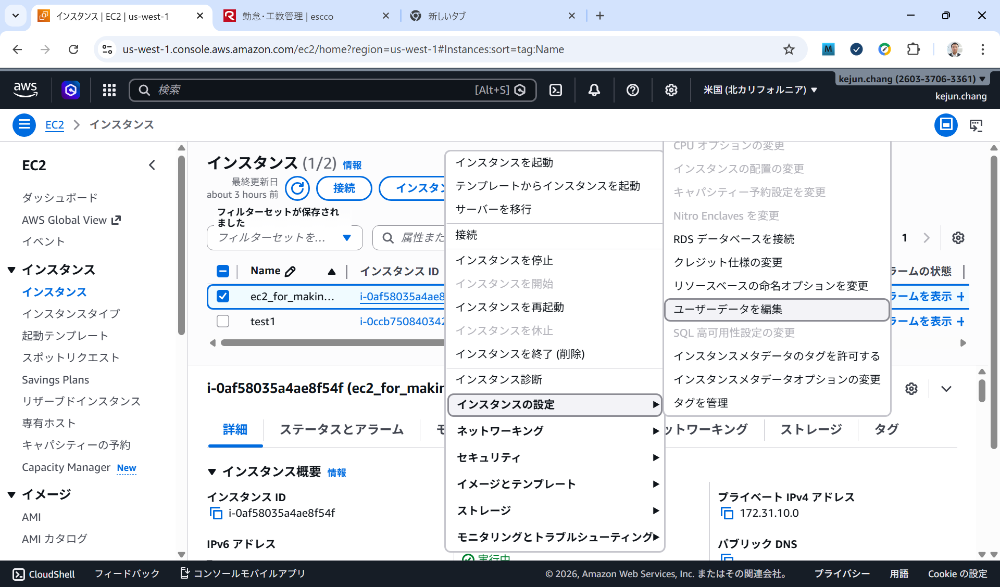 インスタンス | EC2 | us-west-1
勤怠・工数管理 | escco
新しいタブ
us-west-1.console.aws.amazon.com/ec2/home?region=us-west-1#Instances:sort=tag:Name
M
aws
検索
[Alt+S]
米国 (北カリフォルニア) ▼
kejun.chang (2603-3706-3361) ▼
kejun.chang
EC2
インスタンス
EC2
ダッシュボード
AWS Global View
イベント
インスタンス
インスタンス
インスタンスタイプ
起動テンプレート
スポットリクエスト
Savings Plans
リザーブドインスタンス
専有ホスト
キャパシティーの予約
Capacity Manager New
イメージ
AMI
AMI カタログ
インスタンス (1/2) 情報
最終更新日
about 3 hours 前
接続
インスタン
フィルターセットが保存され
ました
フィルターセットを...
属性また
1
Name
インスタンス ID
ラームの状態
ec2_for_makin...
i-0af58035a4ae8
ラームを表示
test1
i-0ccb750840342
ラームを表示
i-0af58035a4ae8f54f (ec2_for_makin
詳細
ステータスとアラーム
モ
ットワーキング
ストレージ
タグ
インスタンス概要 情報
インスタンス ID
i-0af58035a4ae8f54f
プライベート IPv4 アドレス
172.31.10.0
IPv6 アドレス
パブリック DNS
実行中
インスタンスを起動
テンプレートからインスタンスを起動
サーバーを移行
接続
インスタンスを停止
インスタンスを開始
インスタンスを再起動
インスタンスを休止
インスタンスを終了 (削除)
インスタンス診断
インスタンスの設定
ネットワーキング
セキュリティ
イメージとテンプレート
ストレージ
モニタリングとトラブルシューティング
CPU オプションの変更
インスタンスの配置の変更
キャパシティー予約設定を変更
Nitro Enclaves を変更
RDS データベースを接続
クレジット仕様の変更
リソースベースの命名オプションを変更
ユーザーデータを編集
SQL 高可用性設定の変更
インスタンスメタデータのタグを許可する
インスタンスメタデータオプションの変更
タグを管理
CloudShell
フィードバック
コンソールモバイルアプリ
© 2026, Amazon Web Services, Inc. またはその関連会社。
プライバシー
用語
Cookie の設定